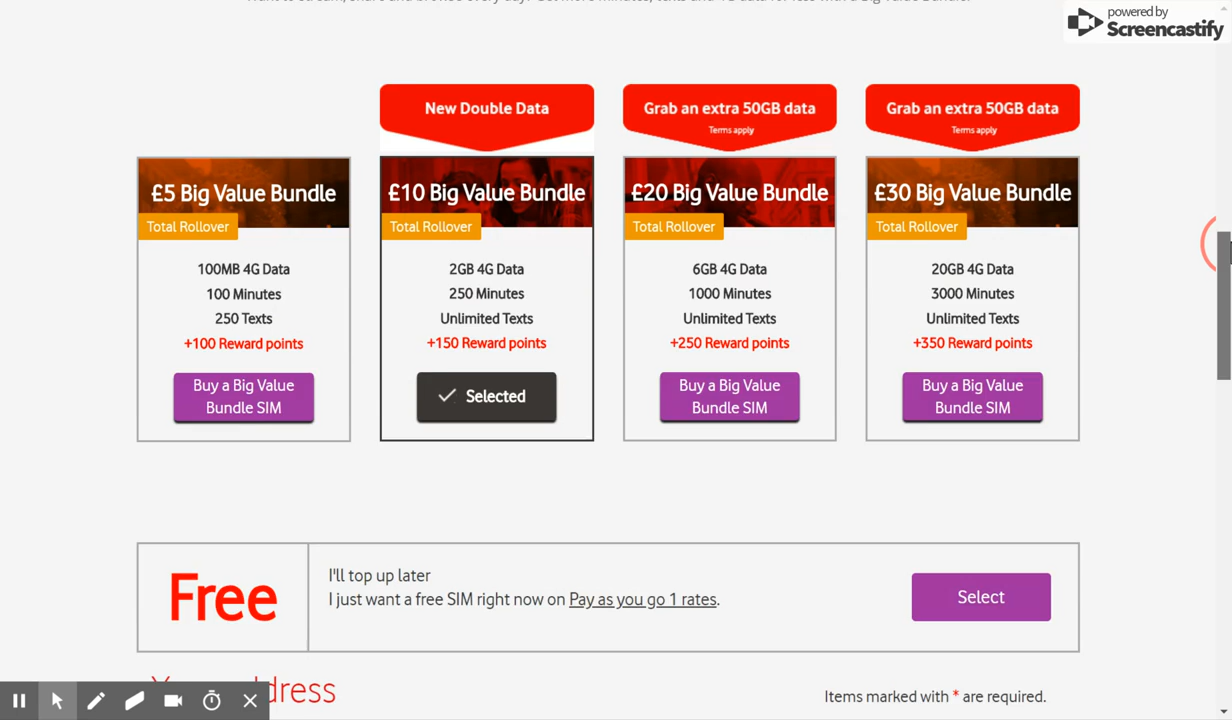 powered by
Screencastify
New Double Data
Grab an extra 50GB data
Terms apply
Grab an extra 50GB data
Terms apply
£5 Big Value Bundle
Total Rollover
100MB 4G Data
100 Minutes
250 Texts
+100 Reward points
Buy a Big Value
Bundle SIM
£10 Big Value Bundle
Total Rollover
2GB 4G Data
250 Minutes
Unlimited Texts
+150 Reward points
Selected
£20 Big Value Bundle
Total Rollover
6GB 4G Data
1000 Minutes
Unlimited Texts
+250 Reward points
Buy a Big Value
Bundle SIM
£30 Big Value Bundle
Total Rollover
20GB 4G Data
3000 Minutes
Unlimited Texts
+350 Reward points
Buy a Big Value
Bundle SIM
Free
I'll top up later
I just want a free SIM right now on Pay as you go 1 rates.
Select
Items marked with * are required.